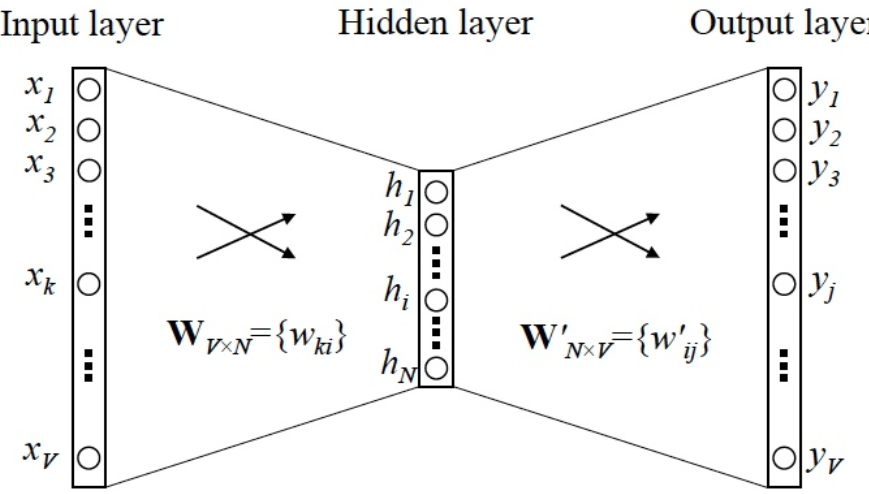 Input layer
Hidden layer
Output layer
x1
x2
x3
xk
xV
h1
h2
hi
hN
W V×N={wki}
W'N×V={w'ij}
y1
y2
y3
yj
yV